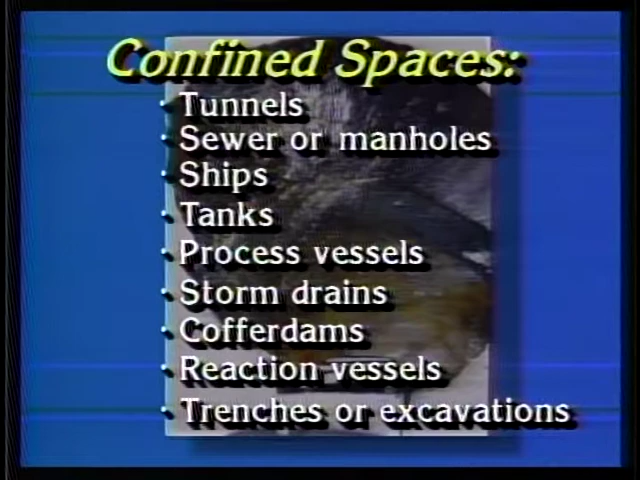 Confined Spaces:
· Tunnels
· Sewer or manholes
· Ships
· Tanks
· Process vessels
· Storm drains
· Cofferdams
· Reaction vessels
· Trenches or excavations